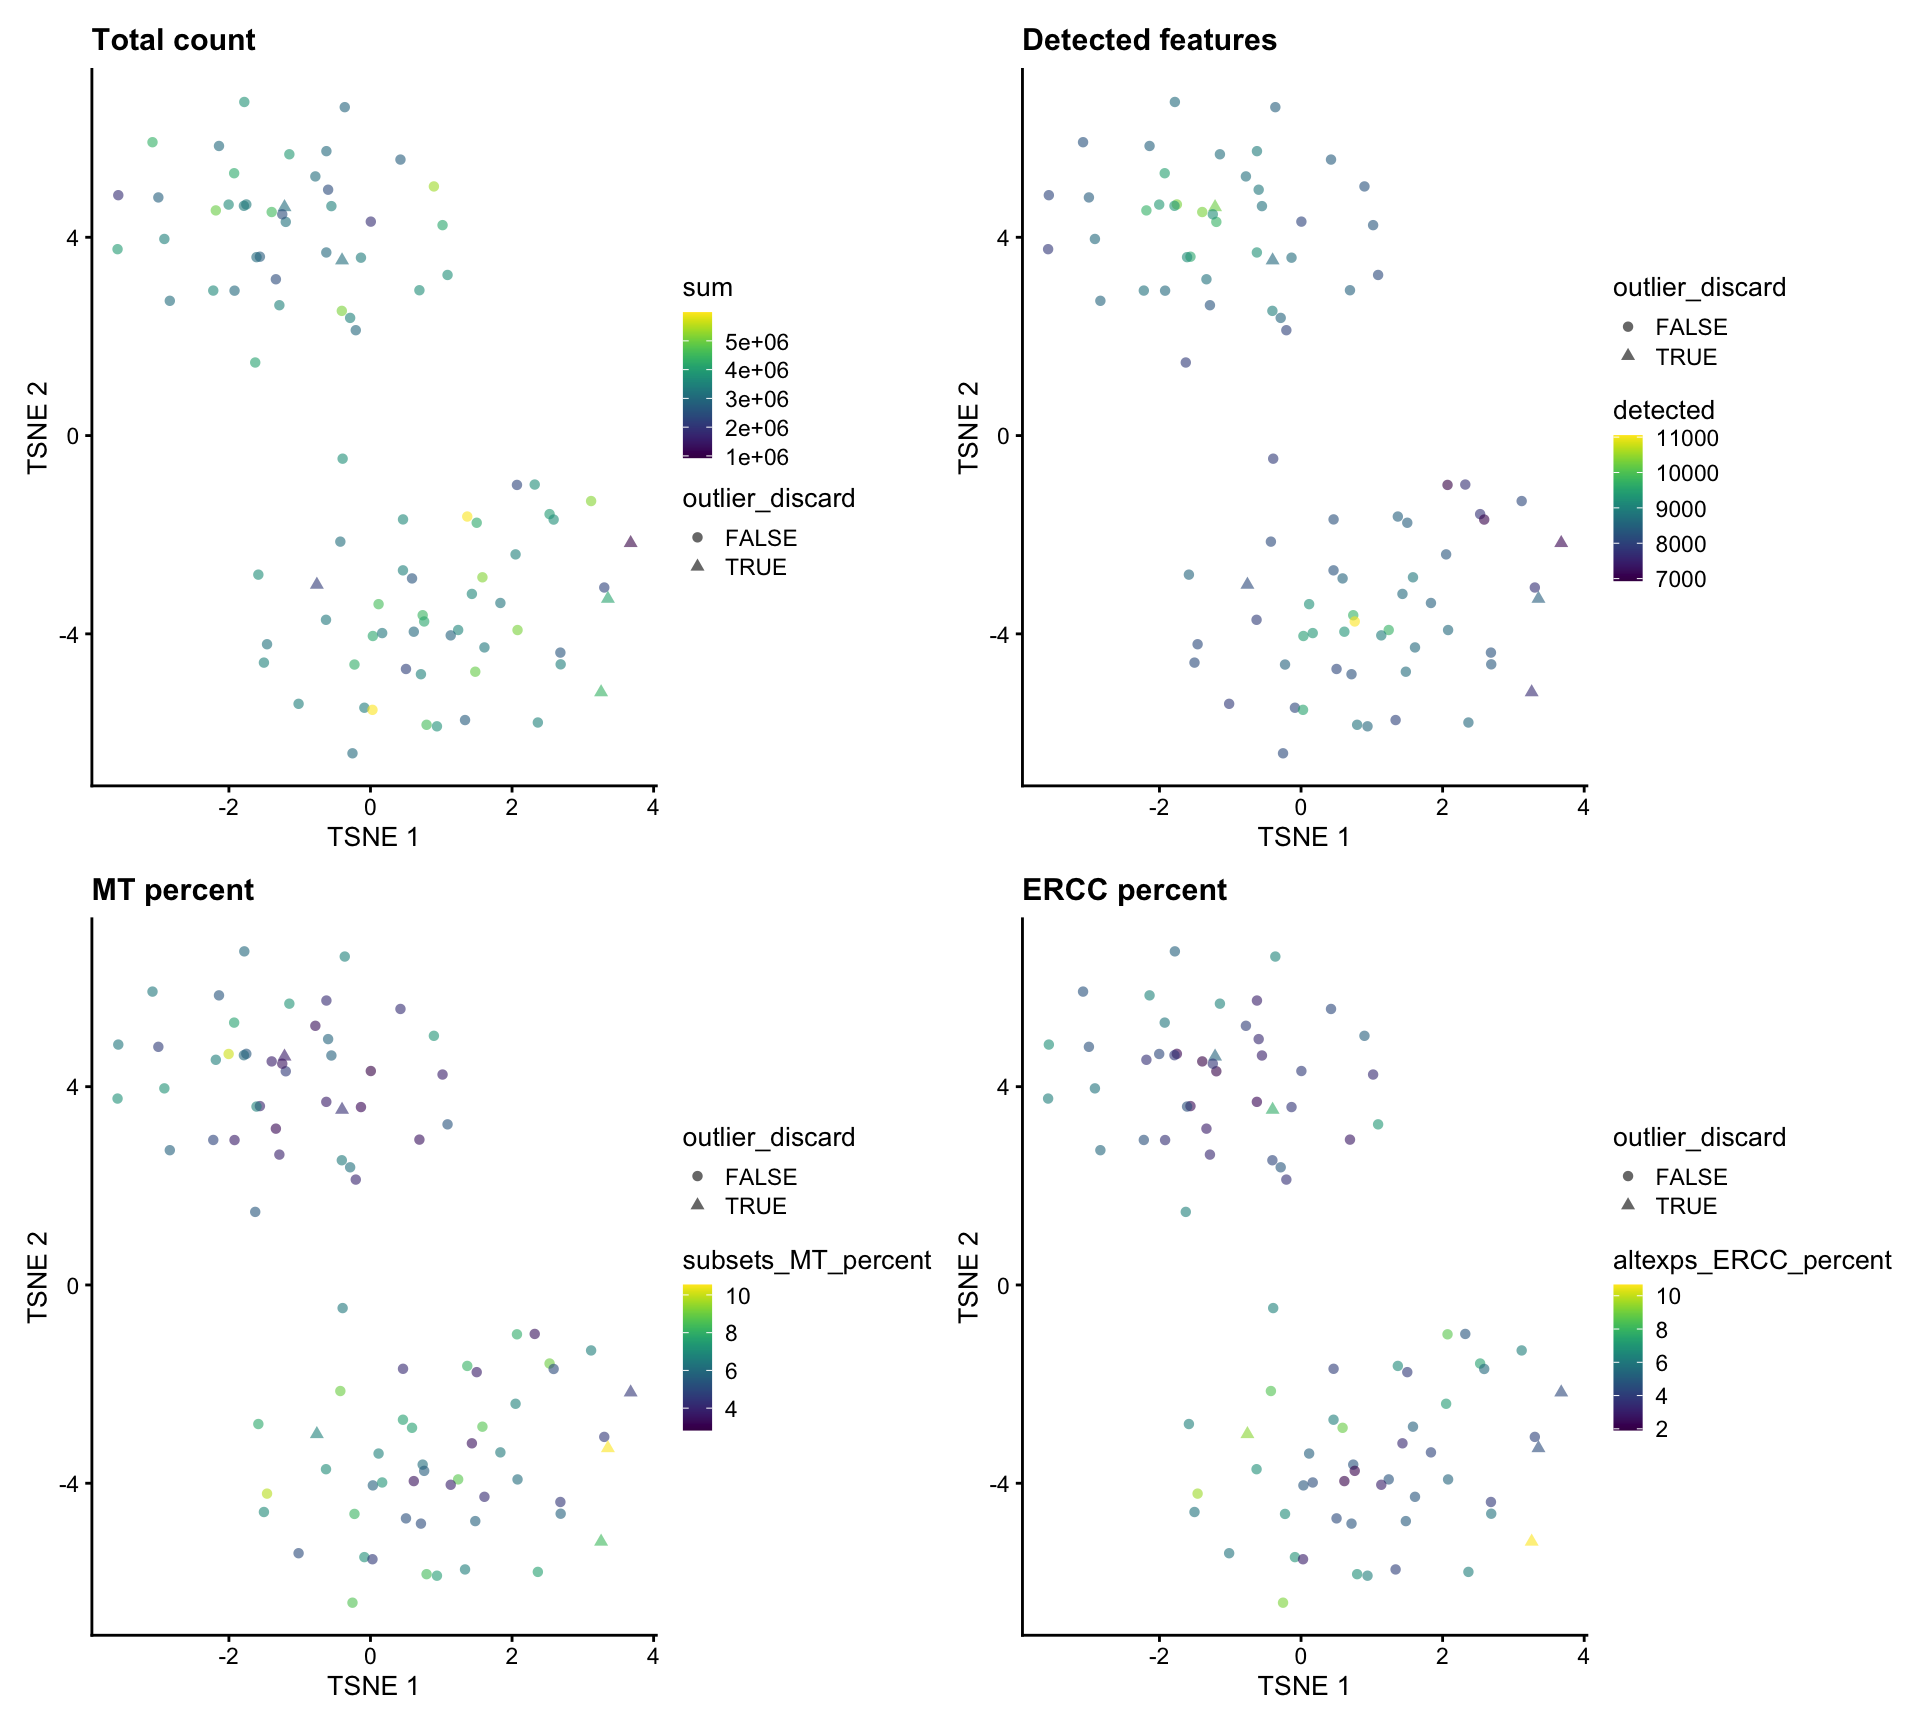 Total count
TSNE 2
4
0
-4
-2
0
2
4
TSNE 1
sum
5e+06
4e+06
3e+06
2e+06
1e+06
outlier_discard
FALSE
TRUE
Detected features
TSNE 2
4
0
-4
-2
0
2
4
TSNE 1
outlier_discard
FALSE
TRUE
detected
11000
10000
9000
8000
7000
MT percent
TSNE 2
4
0
-4
-2
0
2
4
TSNE 1
outlier_discard
FALSE
TRUE
subsets_MT_percent
10
8
6
4
ERCC percent
TSNE 2
4
0
-4
-2
0
2
4
TSNE 1
outlier_discard
FALSE
TRUE
altexps_ERCC_percent
10
8
6
4
2